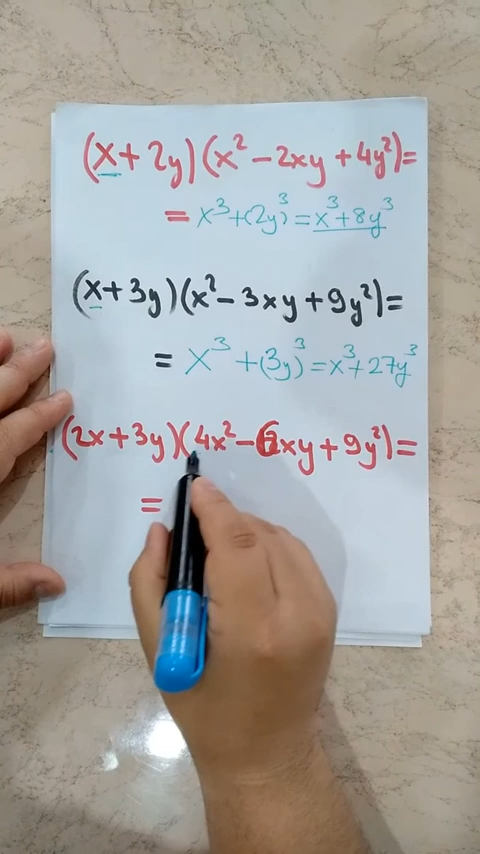 (x + 2y)(x² - 2xy + 4y²) =
= x³ + (2y)³ = x³ + 8y³
(x + 3y)(x² - 3xy + 9y²) =
= x³ + (3y)³ = x³ + 27y³
(2x + 3y)(4x² - 6xy + 9y²) =
=